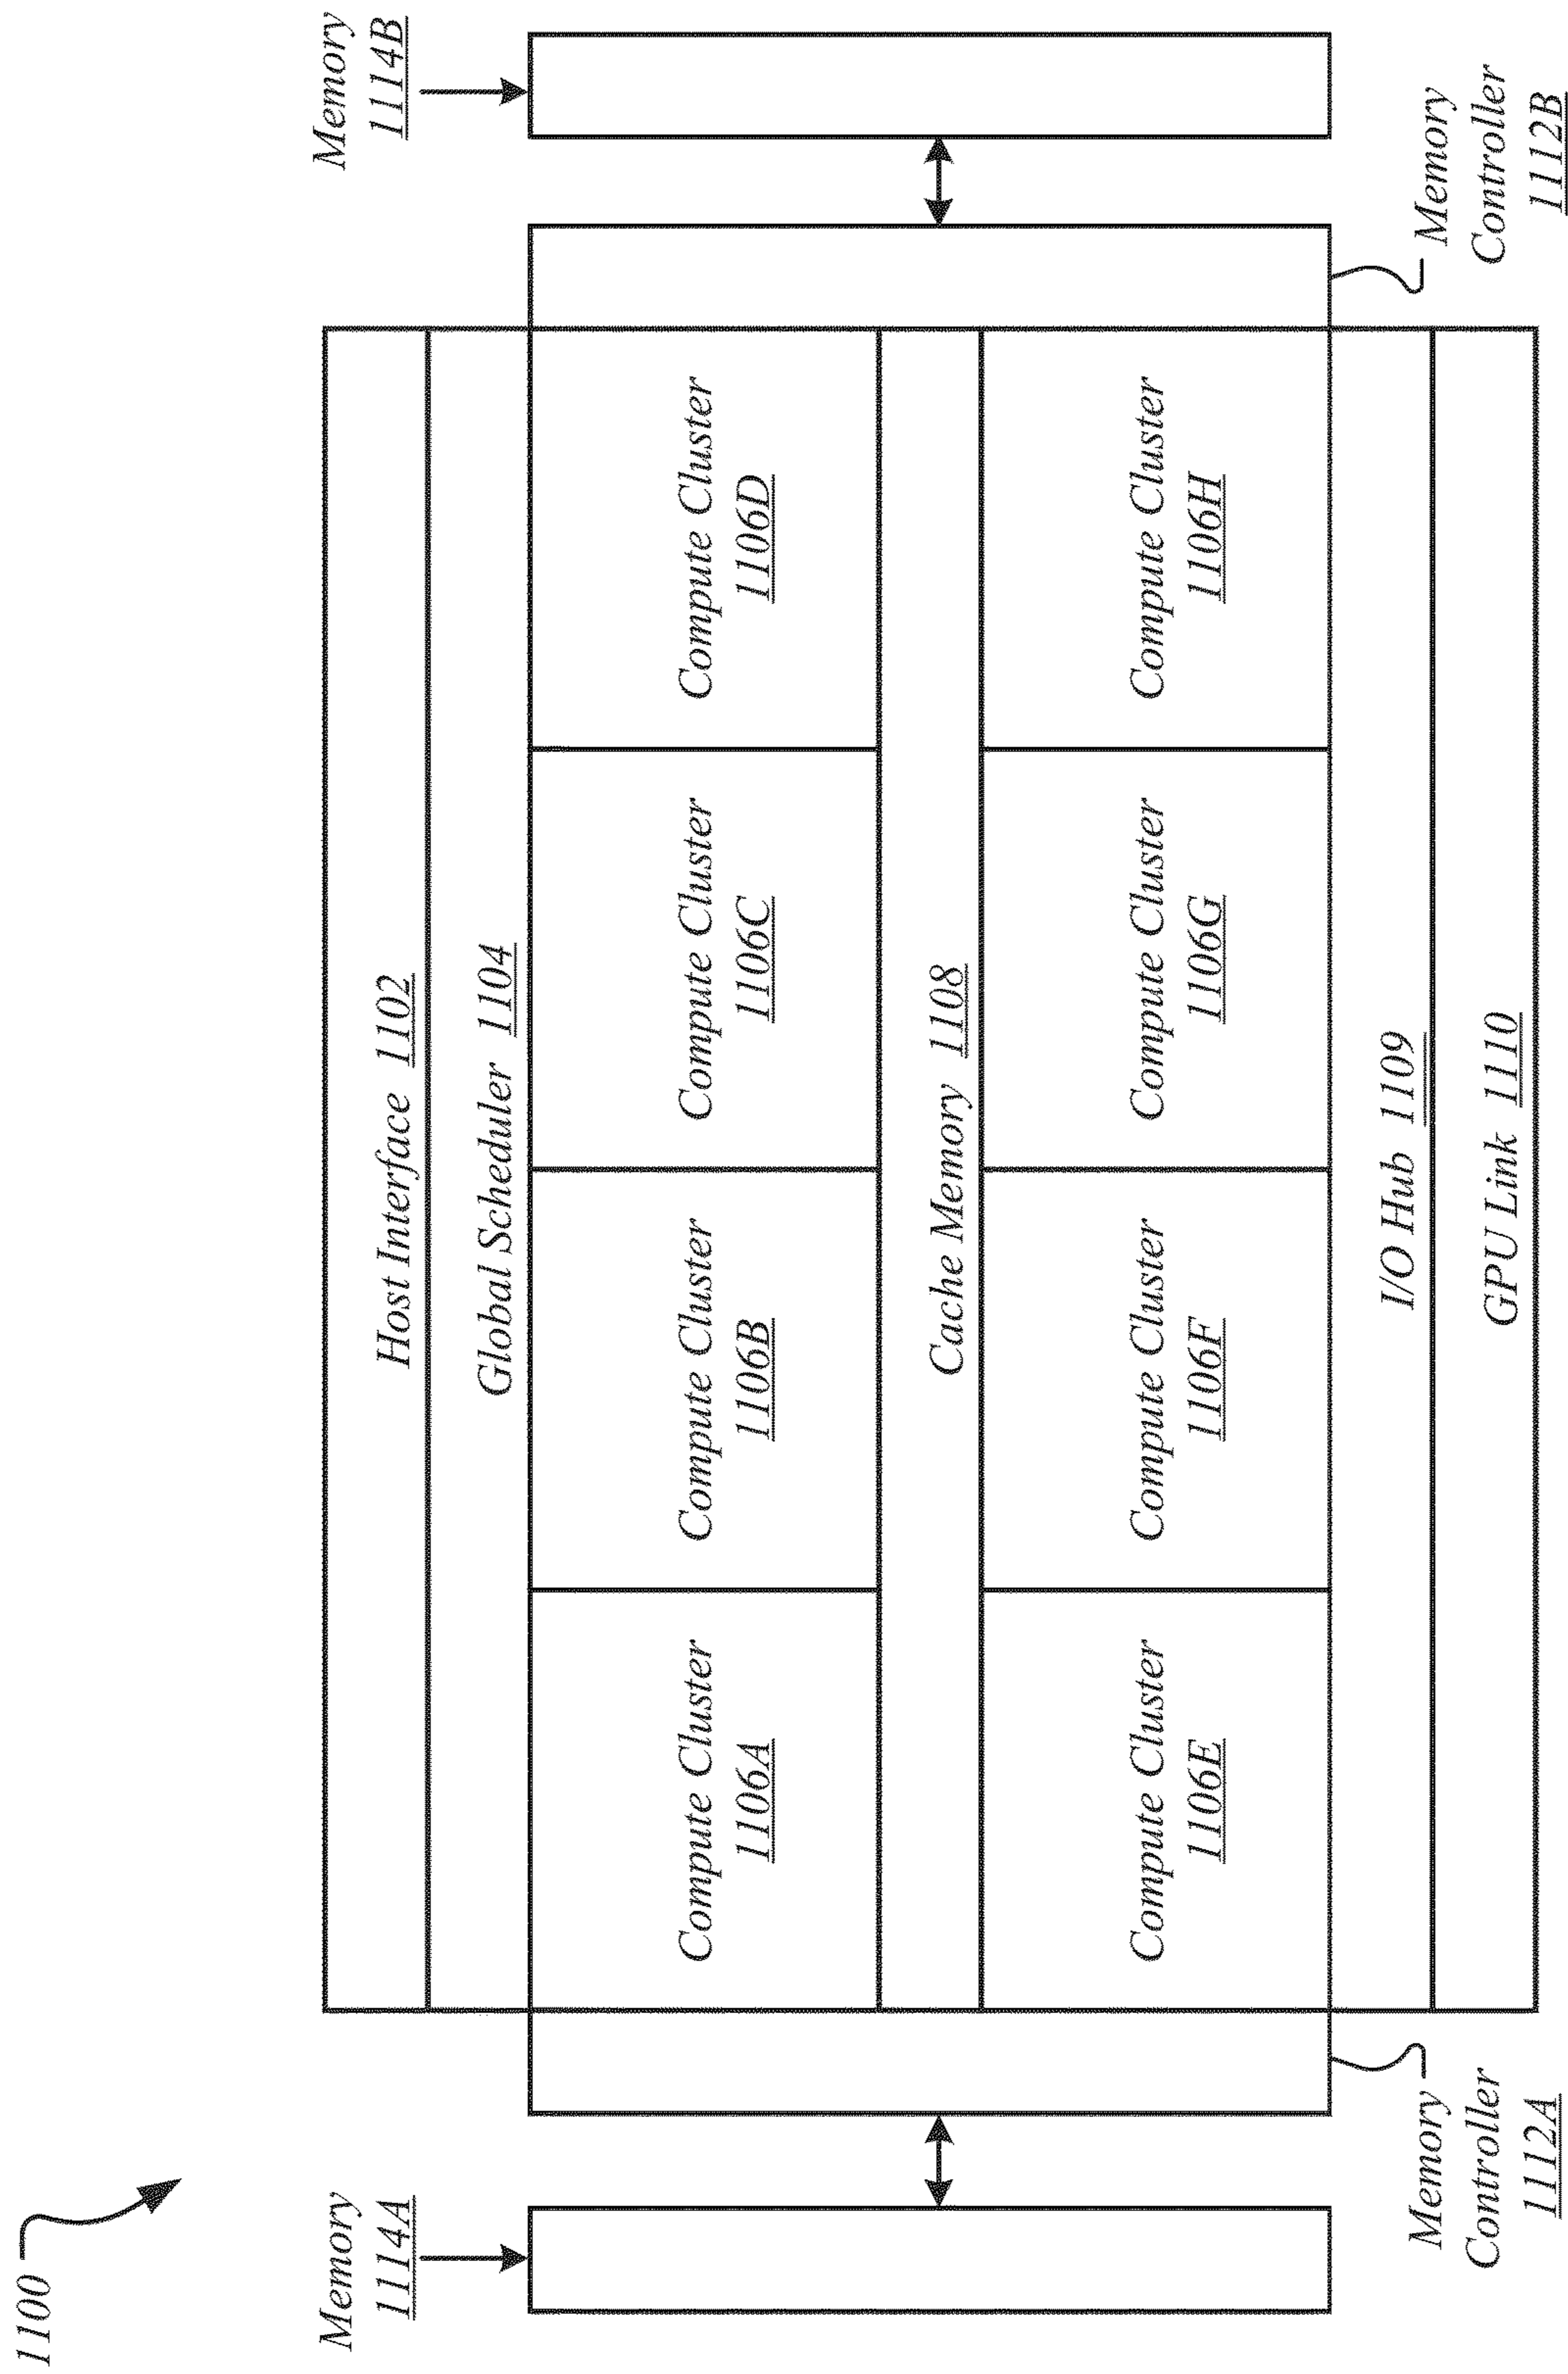 1100
Host Interface 1102
Global Scheduler 1104
Memory
1114A
Memory
1114B
Compute Cluster
1106A
Compute Cluster
1106B
Compute Cluster
1106C
Compute Cluster
1106D
Cache Memory 1108
Compute Cluster
1106E
Compute Cluster
1106F
Compute Cluster
1106G
Compute Cluster
1106H
I/O Hub 1109
GPU Link 1110
Memory
Controller
1112A
Memory
Controller
1112B